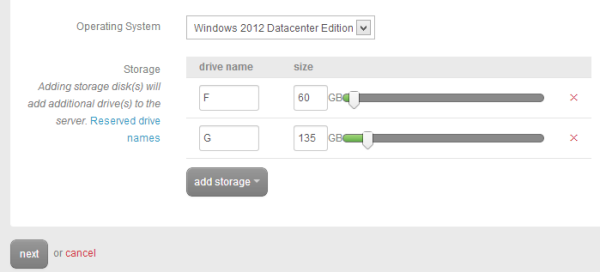 Operating System
Windows 2012 Datacenter Edition
Storage
Adding storage disk(s) will
add additional drive(s) to the
server. Reserved drive
names
drive name size
F 60 GB ×
G 135 GB ×
add storage
next or cancel